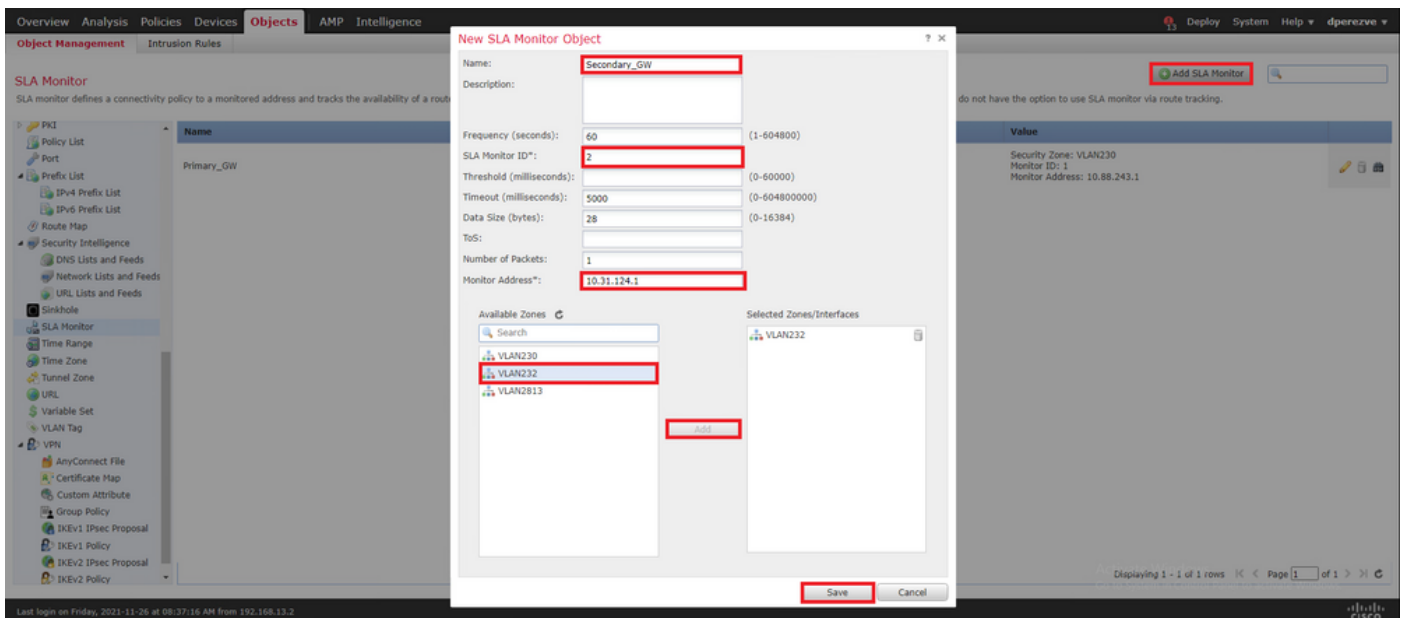 Overview Analysis Policies Devices Objects AMP Intelligence
13 Deploy System Help dperezve
Object Management Intrusion Rules
SLA Monitor
SLA monitor defines a connectivity policy to a monitored address and tracks the availability of a route
do not have the option to use SLA monitor via route tracking.
Add SLA Monitor
PKI
Policy List
Port
Prefix List
IPv4 Prefix List
IPv6 Prefix List
Route Map
Security Intelligence
DNS Lists and Feeds
Network Lists and Feeds
URL Lists and Feeds
Sinkhole
SLA Monitor
Time Range
Time Zone
Tunnel Zone
URL
Variable Set
VLAN Tag
VPN
AnyConnect File
Certificate Map
Custom Attribute
Group Policy
IKEv1 IPsec Proposal
IKEv1 Policy
IKEv2 IPsec Proposal
IKEv2 Policy
Name
Value
Primary_GW
Security Zone: VLAN230
Monitor ID: 1
Monitor Address: 10.88.243.1
New SLA Monitor Object ? ×
Name: Secondary_GW
Description:
Frequency (seconds): 60 (1-604800)
SLA Monitor ID*: 2
Threshold (milliseconds): (0-60000)
Timeout (milliseconds): 5000 (0-604800000)
Data Size (bytes): 28 (0-16384)
ToS:
Number of Packets: 1
Monitor Address*: 10.31.124.1
Available Zones
Search
VLAN230
VLAN232
VLAN2813
Add
Selected Zones/Interfaces
VLAN232
Save Cancel
Displaying 1 - 1 of 1 rows Page 1 of 1
Last login on Friday, 2021-11-26 at 08:37:16 AM from 192.168.13.2
CISCO